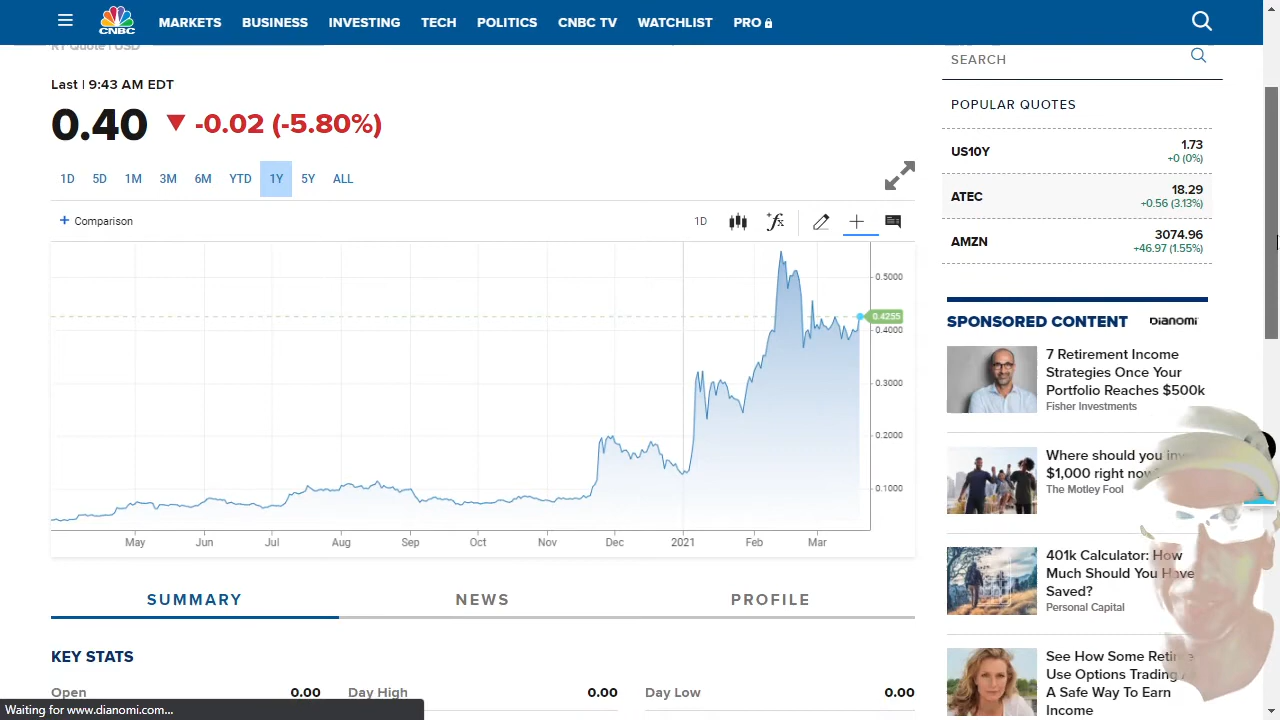 CNBC
MARKETS BUSINESS INVESTING TECH POLITICS CNBC TV WATCHLIST PRO
RT Quote | USD
Last | 9:43 AM EDT
0.40 -0.02 (-5.80%)
1D 5D 1M 3M 6M YTD 1Y 5Y ALL
+ Comparison
1D
0.5000
0.4255
0.4000
0.3000
0.2000
0.1000
May Jun Jul Aug Sep Oct Nov Dec 2021 Feb Mar
SUMMARY NEWS PROFILE
KEY STATS
Open 0.00 Day High 0.00 Day Low 0.00
Waiting for www.dianomi.com...
SEARCH
POPULAR QUOTES
US10Y 1.73
+0 (0%)
ATEC 18.29
+0.56 (3.13%)
AMZN 3074.96
+46.97 (1.55%)
SPONSORED CONTENT DIANOMI
7 Retirement Income
Strategies Once Your
Portfolio Reaches $500k
Fisher Investments
Where should you
$1,000 right now?
The Motley Fool
401k Calculator: How
Much Should You Have
Saved?
Personal Capital
See How Some
Use Options Trading
A Safe Way To Earn
Income